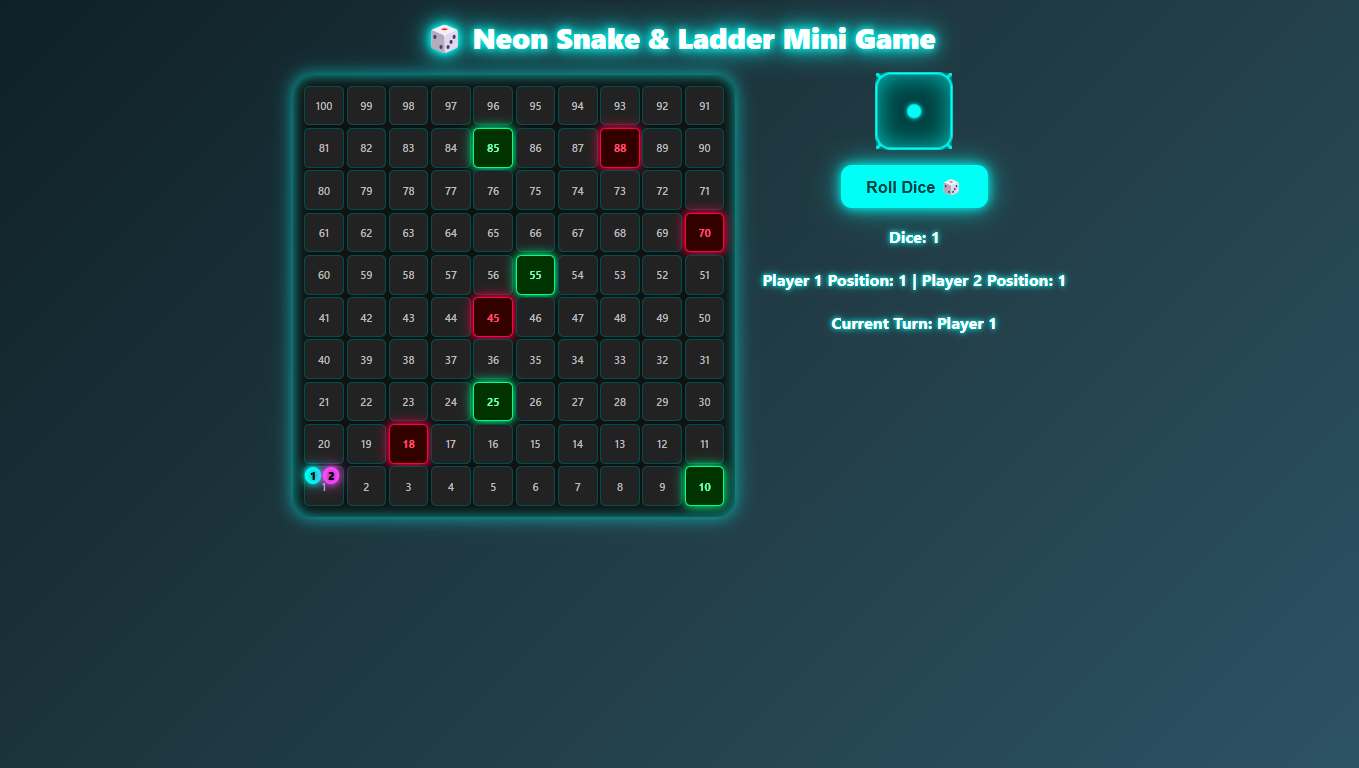 🎲 Neon Snake & Ladder Mini Game
100 99 98 97 96 95 94 93 92 91
81 82 83 84 85 86 87 88 89 90
80 79 78 77 76 75 74 73 72 71
61 62 63 64 65 66 67 68 69 70
60 59 58 57 56 55 54 53 52 51
41 42 43 44 45 46 47 48 49 50
40 39 38 37 36 35 34 33 32 31
21 22 23 24 25 26 27 28 29 30
20 19 18 17 16 15 14 13 12 11
1 2
1 2 3 4 5 6 7 8 9 10
Roll Dice 🎲
Dice: 1
Player 1 Position: 1 | Player 2 Position: 1
Current Turn: Player 1